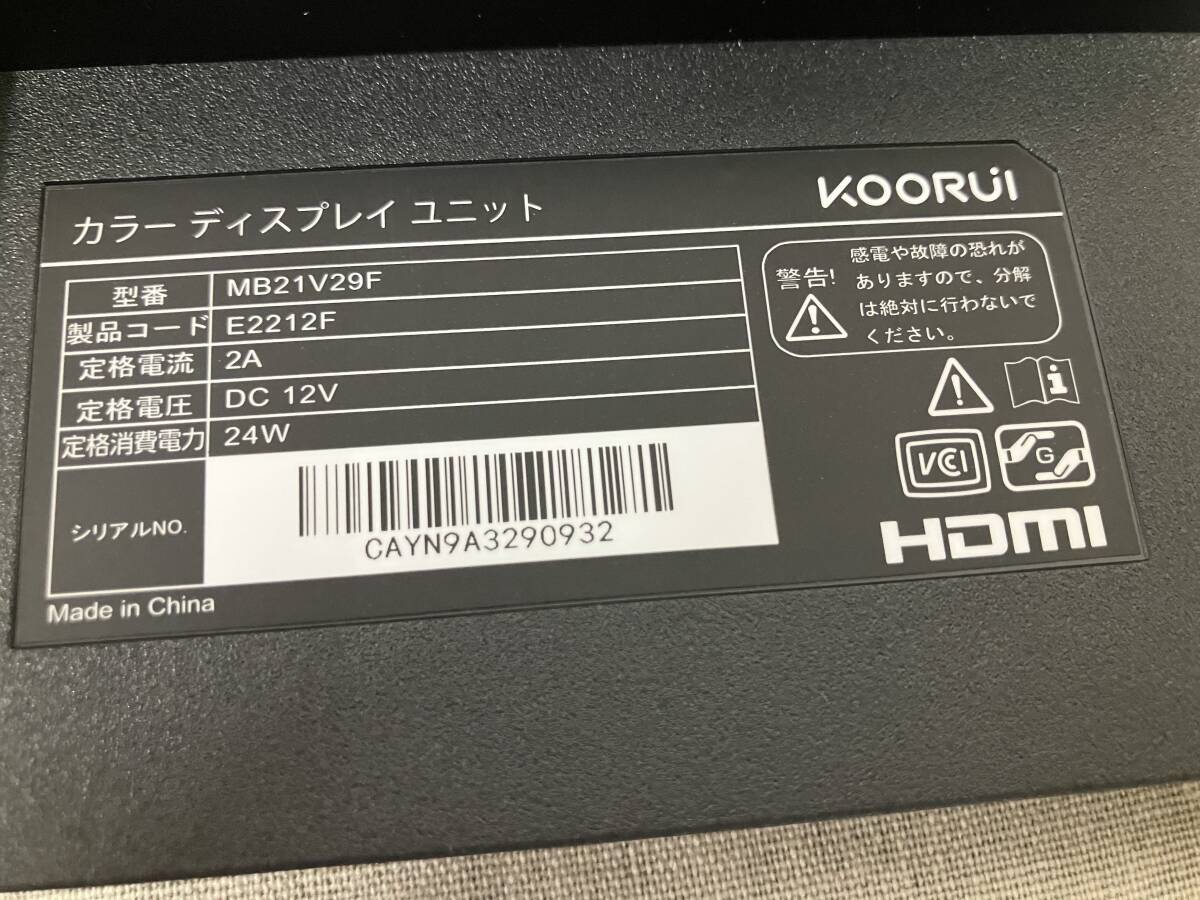 カラー ディスプレイ ユニット
KOORUI
型番 MB21V29F
製品コード E2212F
定格電流 2A
定格電圧 DC 12V
定格消費電力 24W
シリアルNO.
CAYN9A3290932
Made in China
警告!
感電や故障の恐れが
ありますので、分解
は絶対に行わないで
ください。
VCCI
G
HDMI